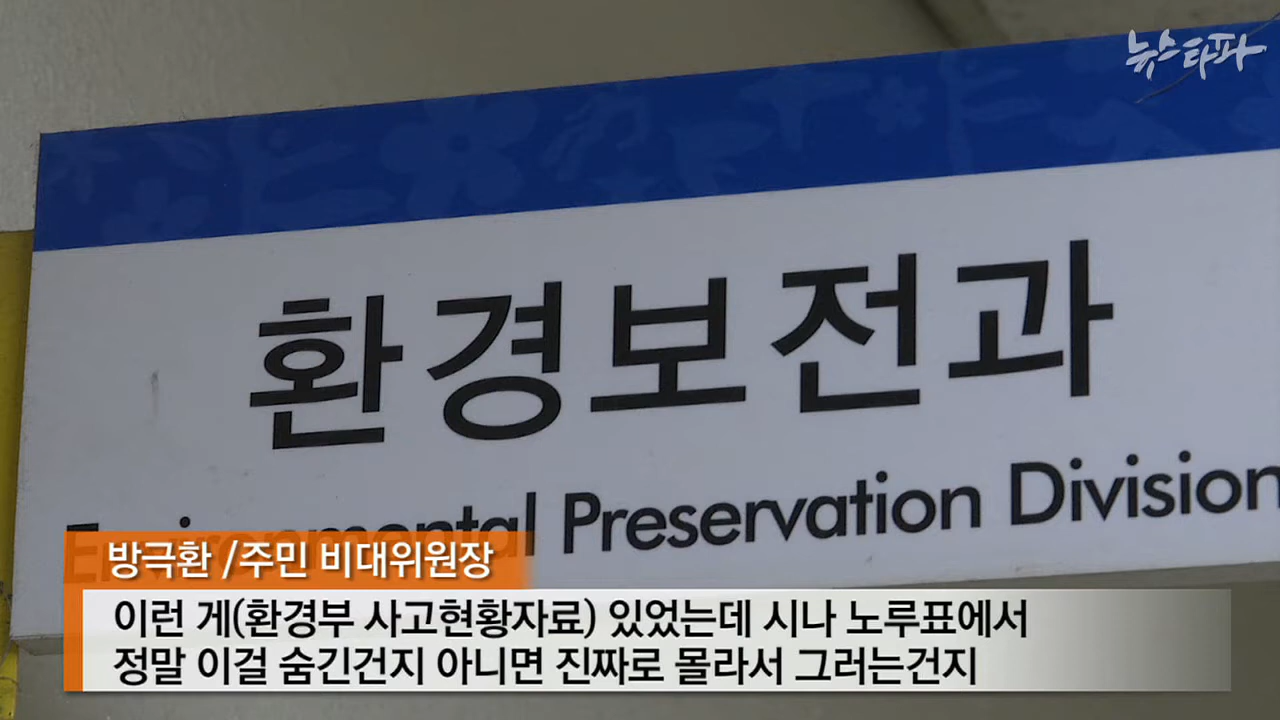 뉴스타파
환경보전과
Environmental Preservation Division
방극환 /주민 비대위원장
이런 게(환경부 사고현황자료) 있었는데 시나 노루표에서
정말 이걸 숨긴건지 아니면 진짜로 몰라서 그러는건지